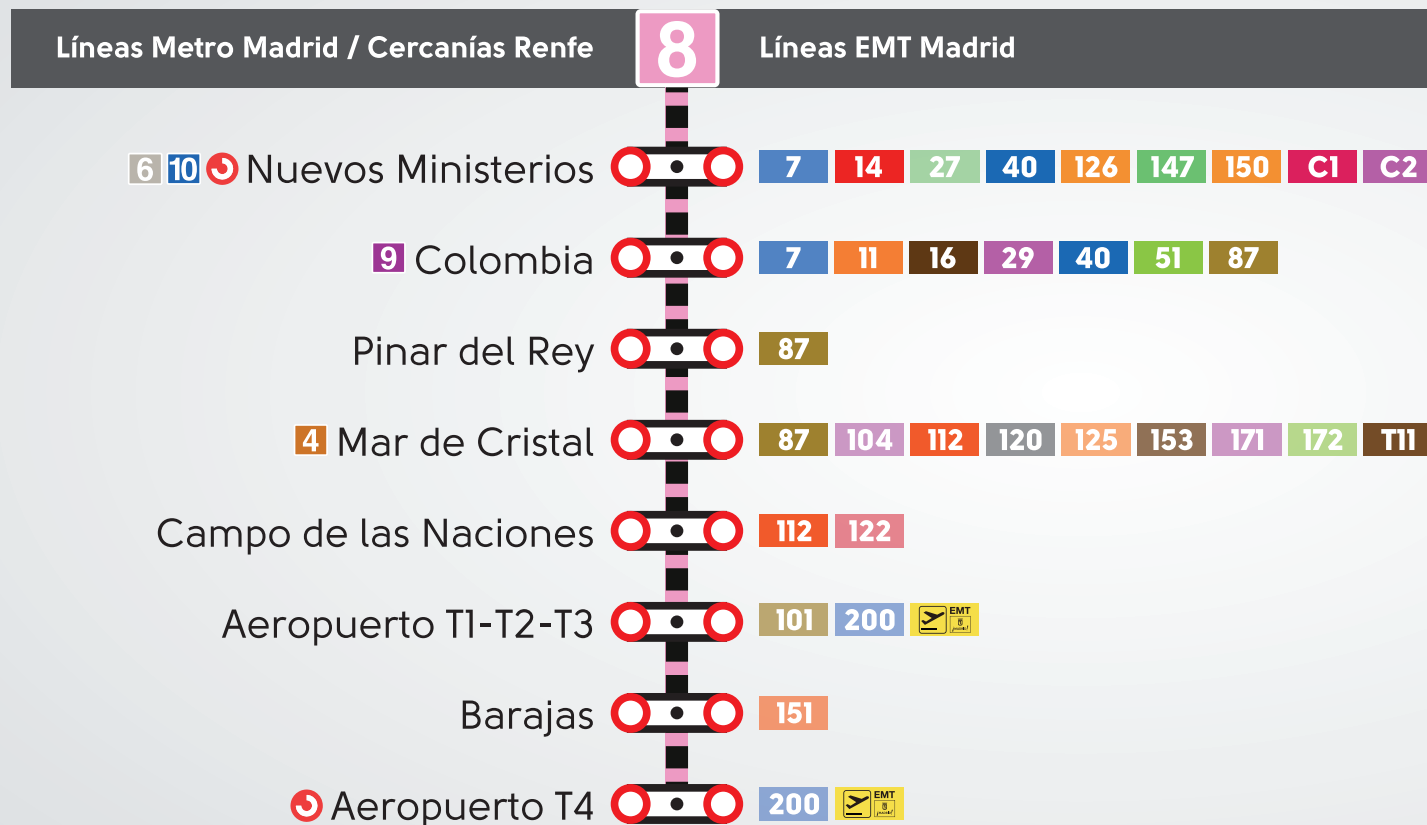 Líneas Metro Madrid / Cercanías Renfe 8 Líneas EMT Madrid
6 10 Nuevos Ministerios 7 14 27 40 126 147 150 C1 C2
9 Colombia 7 11 16 29 40 51 87
Pinar del Rey 87
4 Mar de Cristal 87 104 112 120 125 153 171 172 T11
Campo de las Naciones 112 122
Aeropuerto T1-T2-T3 101 200 EMT
Barajas 151
Aeropuerto T4 200 EMT